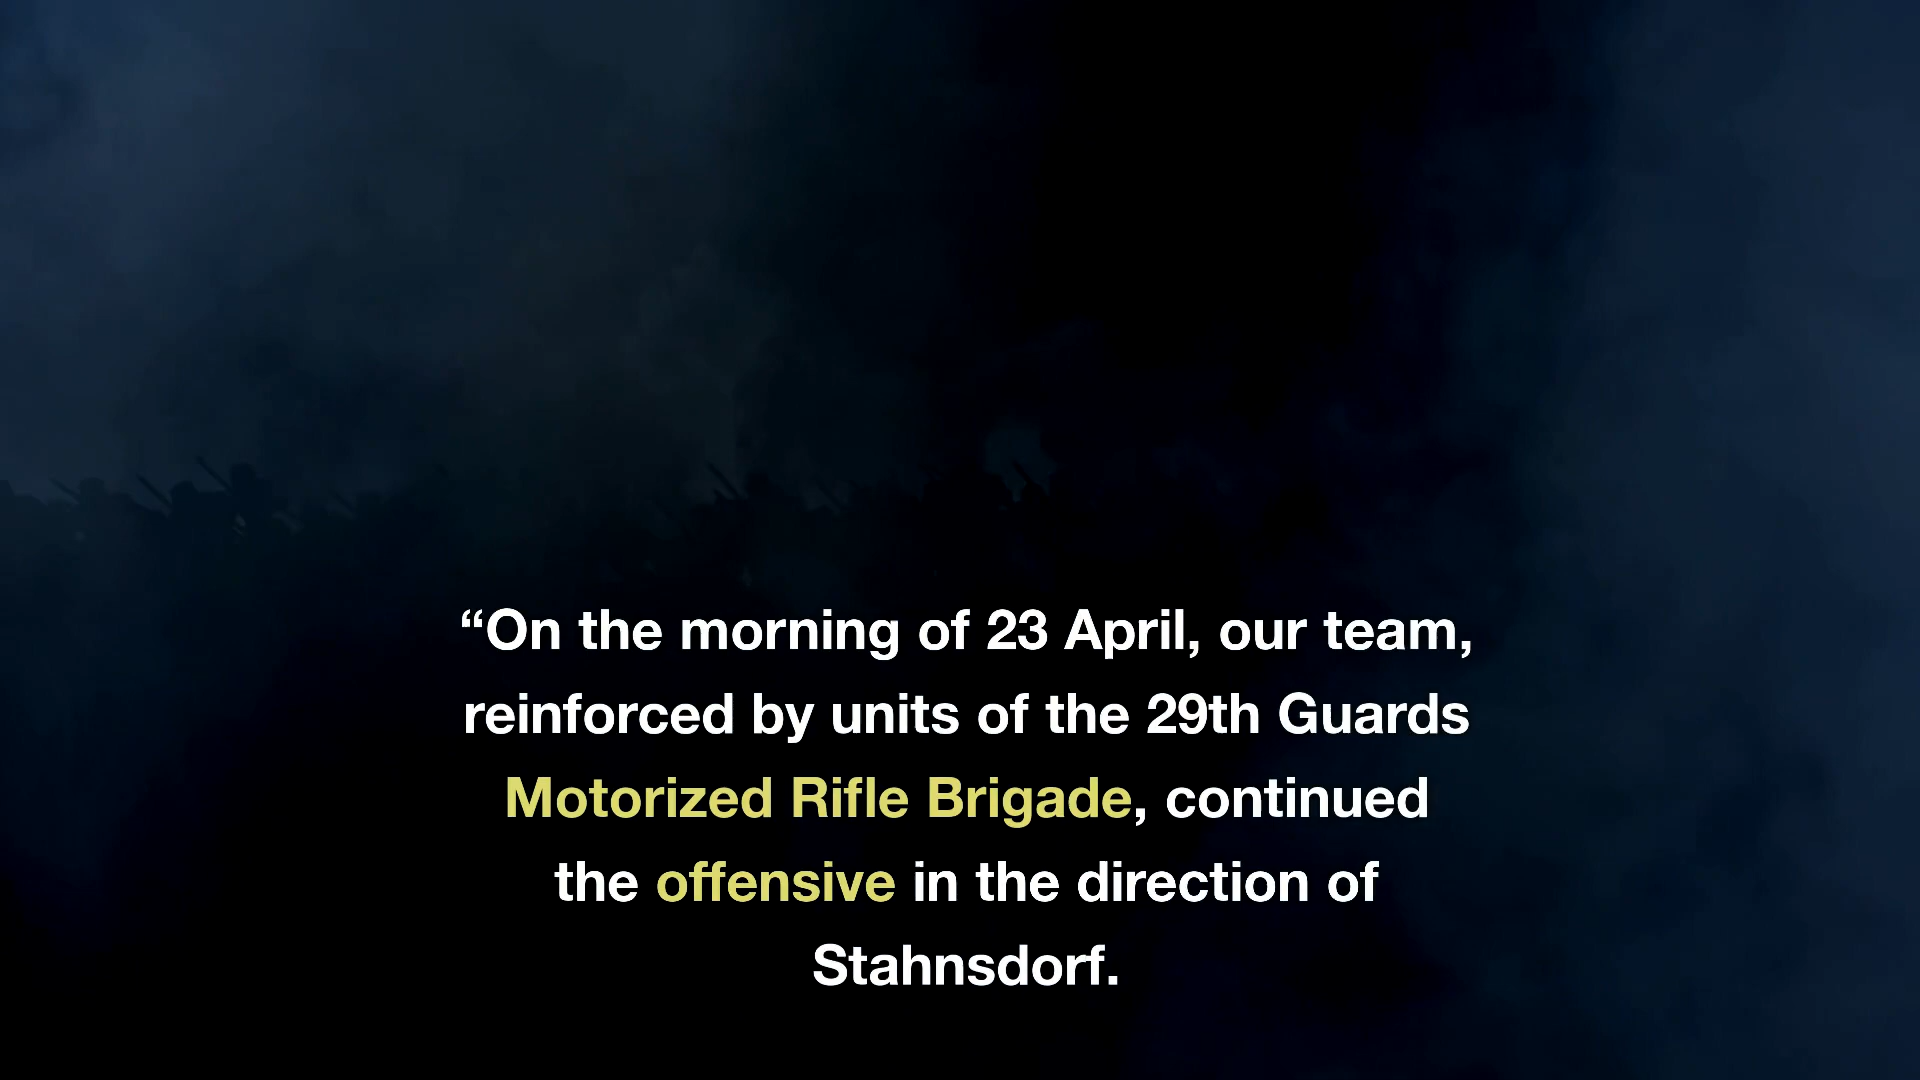 “On the morning of 23 April, our team,
reinforced by units of the 29th Guards
Motorized Rifle Brigade, continued
the offensive in the direction of
Stahnsdorf.